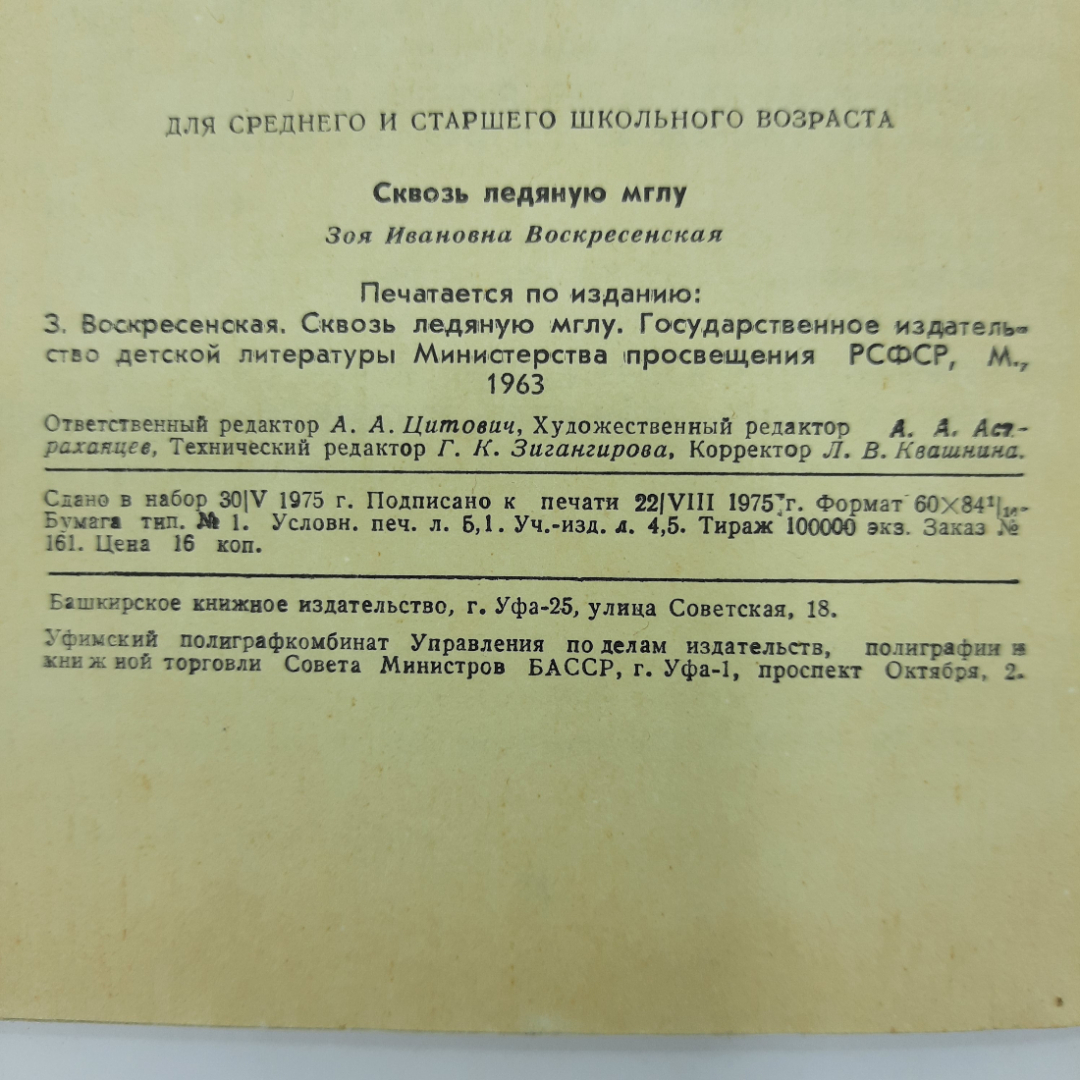 ДЛЯ СРЕДНЕГО И СТАРШЕГО ШКОЛЬНОГО ВОЗРАСТА
Сквозь ледяную мглу
Зоя Ивановна Воскресенская
Печатается по изданию:
З. Воскресенская. Сквозь ледяную мглу. Государственное издатель-
ство детской литературы Министерства просвещения РСФСР, М.,
1963
Ответственный редактор А. А. Цитович, Художественный редактор А. А. Аст-
раханцев, Технический редактор Г. К. Зигангирова, Корректор Л. В. Квашнина.
Сдано в набор 30|V 1975 г. Подписано к печати 22|VIII 1975 г. Формат 60×84¹|₁₆.
Бумага тип. № 1. Условн. печ. л. 5,1. Уч.-изд. л. 4,5. Тираж 100000 экз. Заказ №
161. Цена 16 коп.
Башкирское книжное издательство, г. Уфа-25, улица Советская, 18.
Уфимский полиграфкомбинат Управления по делам издательств, полиграфии и
книжной торговли Совета Министров БАССР, г. Уфа-1, проспект Октября, 2.